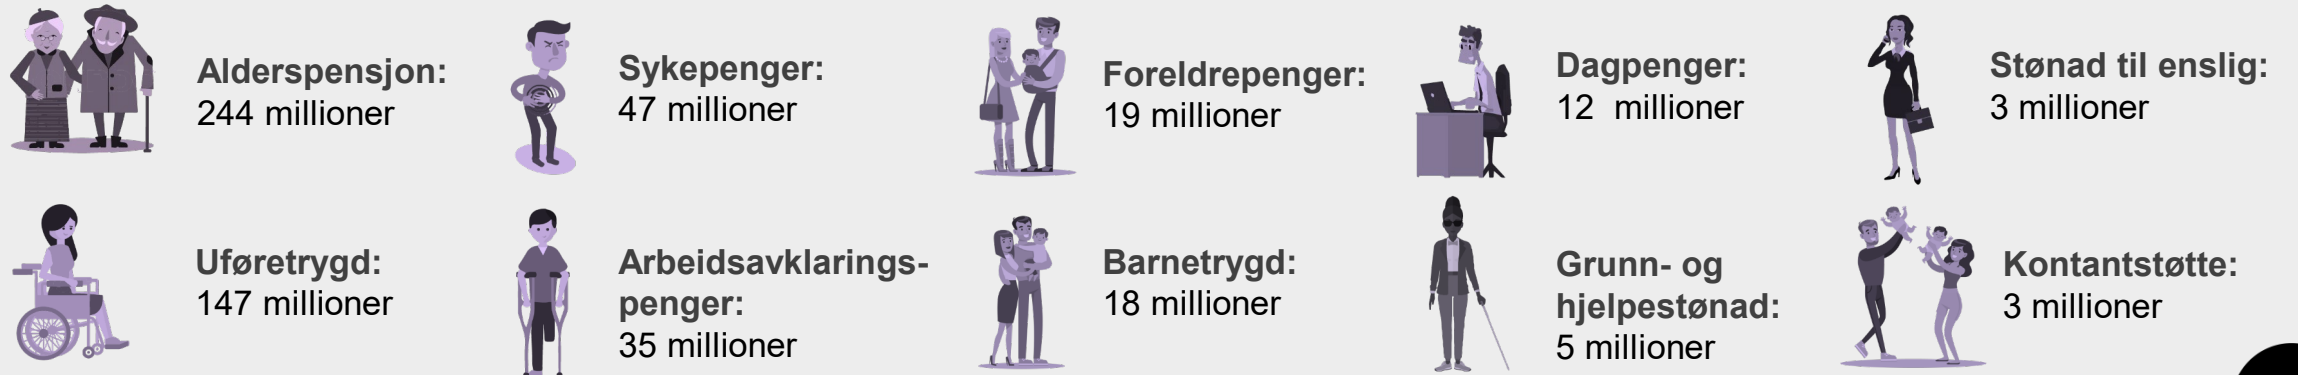 Alderspensjon:
244 millioner
Sykepenger:
47 millioner
Foreldrepenger:
19 millioner
Dagpenger:
12  millioner
Stønad til enslig:
3 millioner
Uføretrygd:
147 millioner
Arbeidsavklarings-
penger:
35 millioner
Barnetrygd:
18 millioner
Grunn- og
hjelpestønad:
5 millioner
Kontantstøtte:
3 millioner